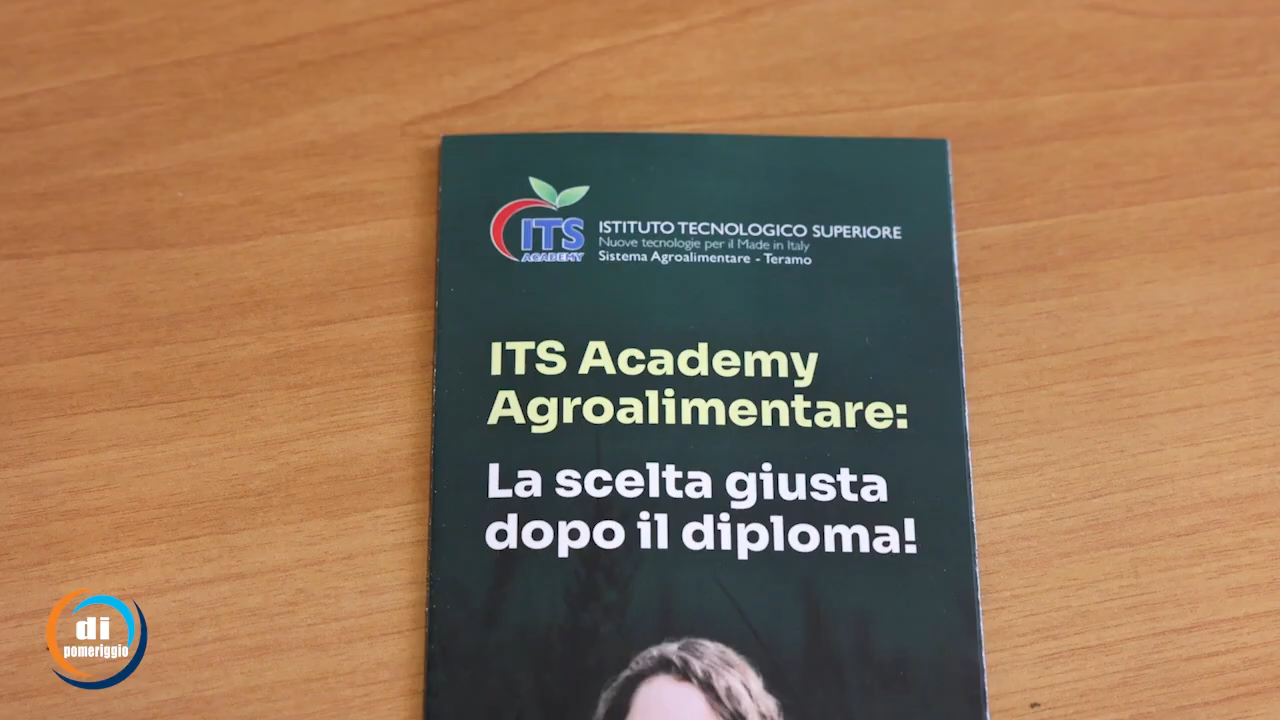 ITS
ACADEMY
ISTITUTO TECNOLOGICO SUPERIORE
Nuove tecnologie per il Made in Italy
Sistema Agroalimentare - Teramo
ITS Academy
Agroalimentare:
La scelta giusta
dopo il diploma!
di
pomeriggio